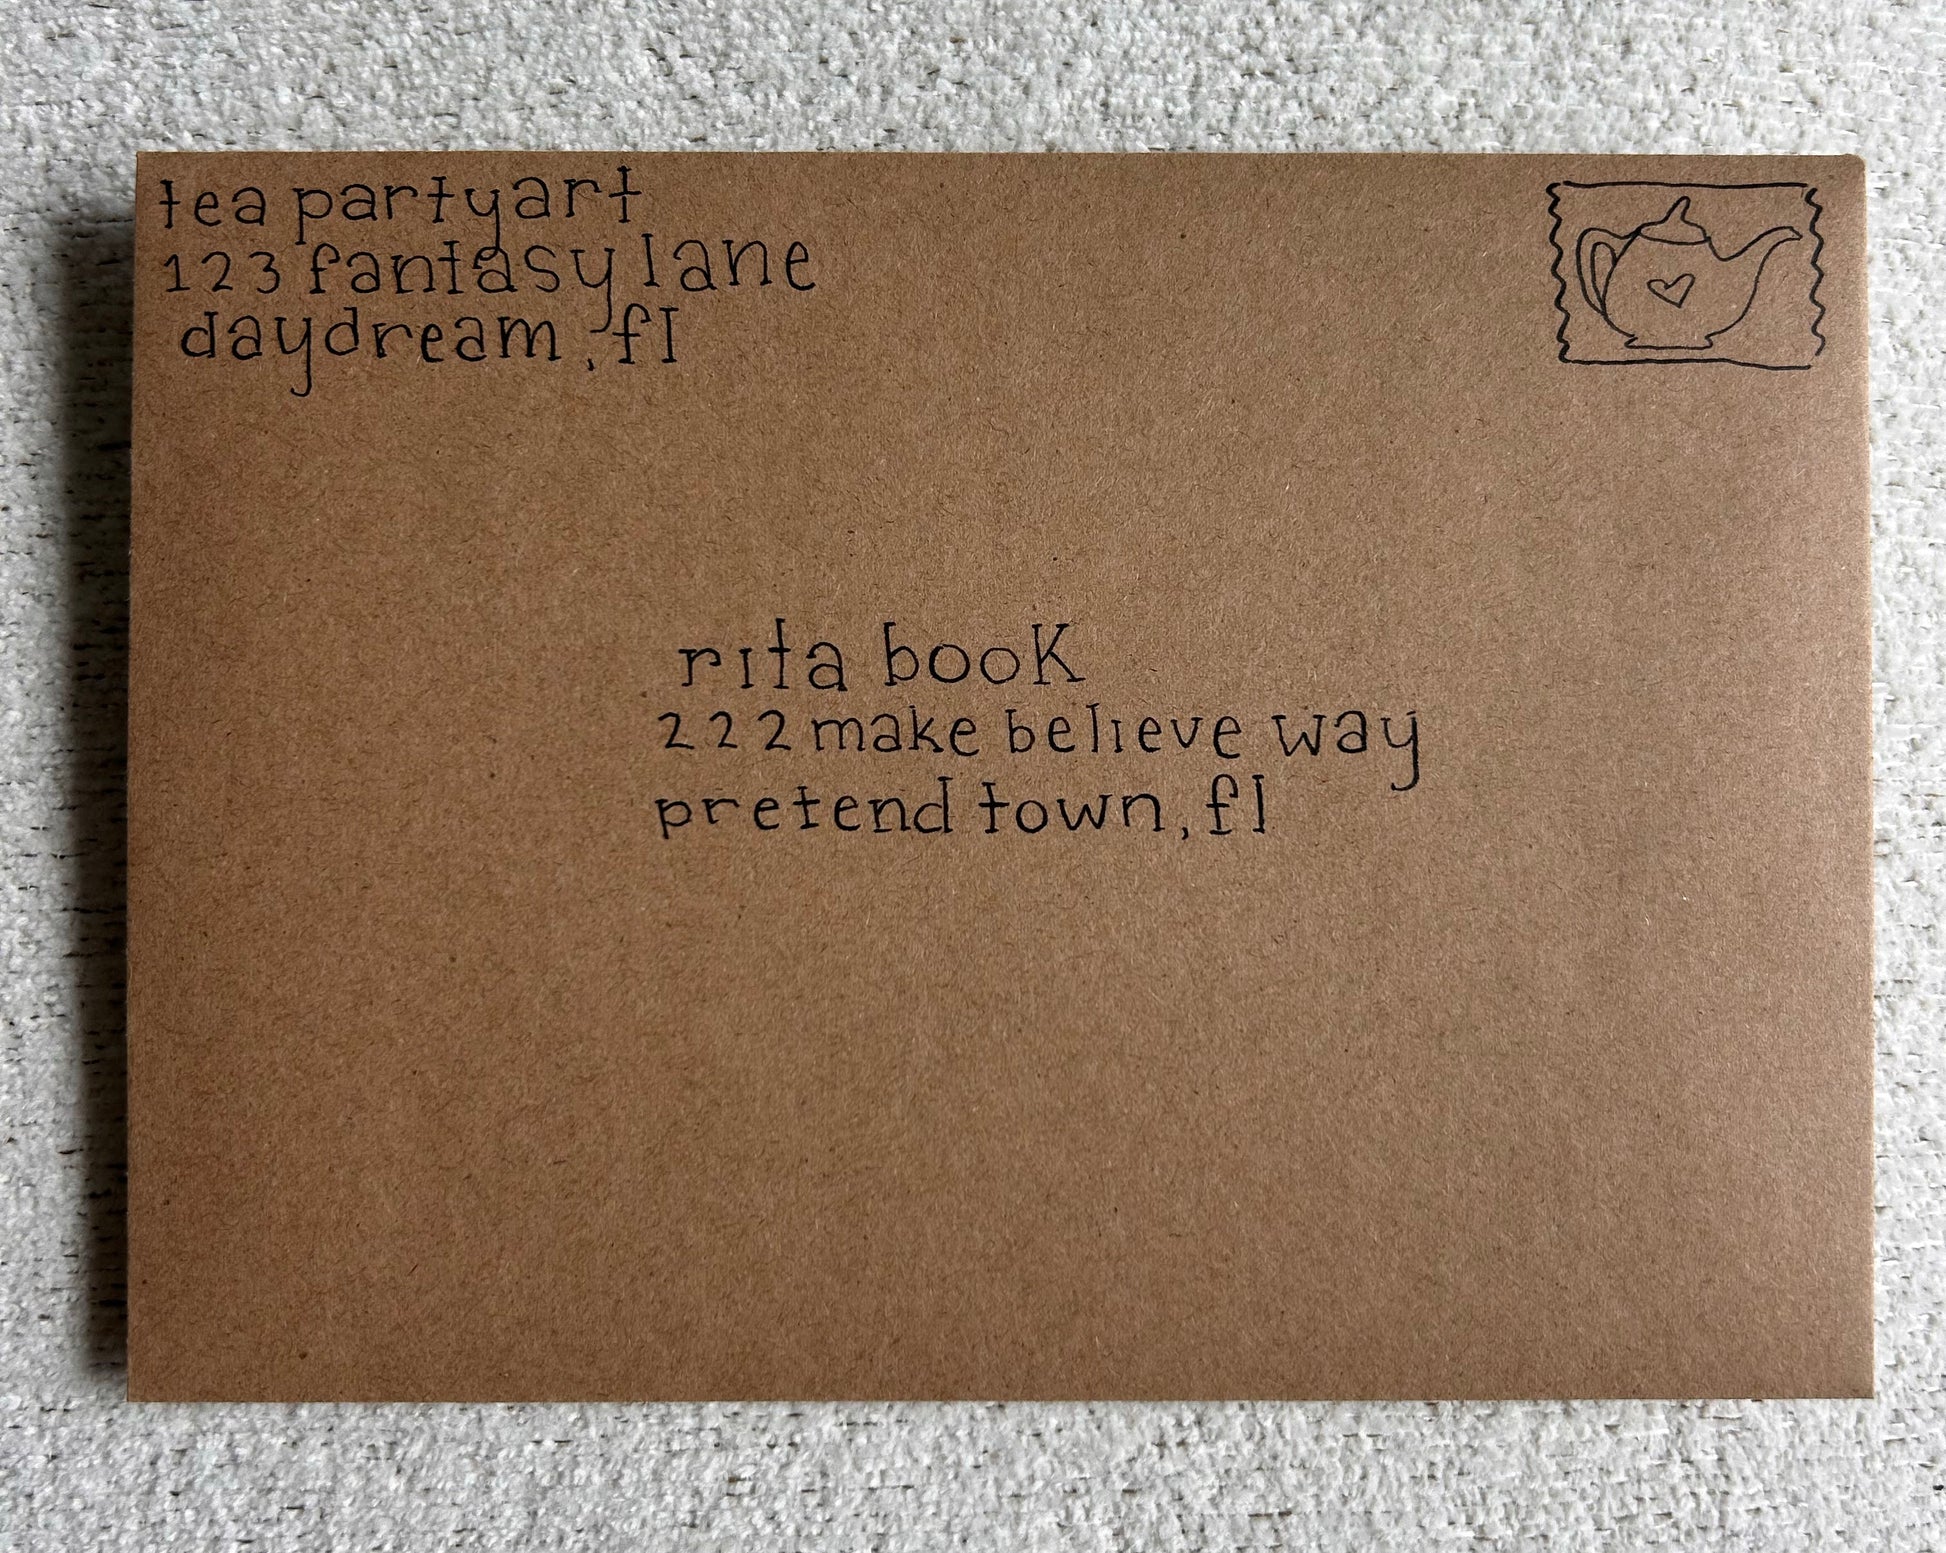 tea partyart
123 fantasy lane
daydream, fl
rita book
222 make believe way
pretend town, fl